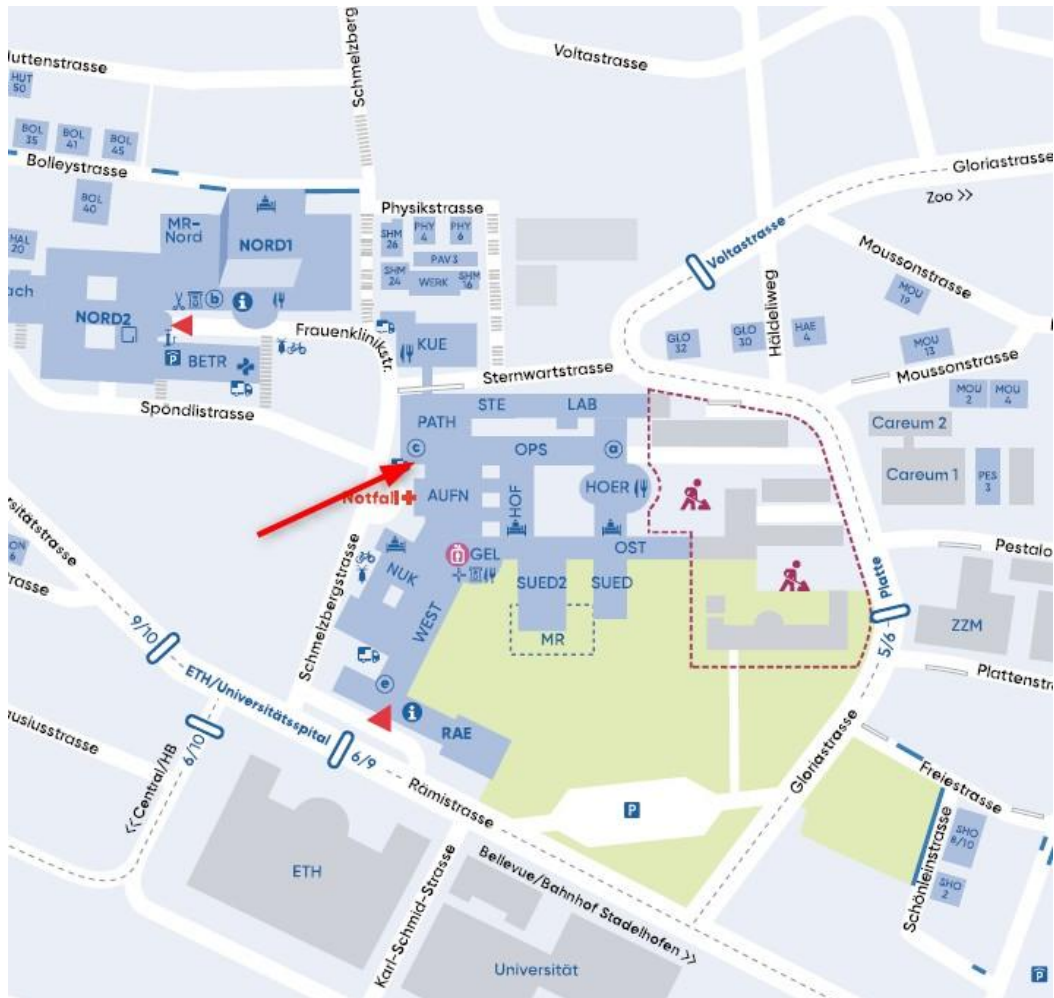 Schmelzberg
Voltastrasse
Huttenstrasse
HUT
50
BOL
35
BOL
41
BOL
45
Bolleystrasse
Gloriastrasse
Zoo >>
BOL
40
Physikstrasse
MR-
Nord
NORD1
SHM
26
PHY
4
PHY
6
PAV3
SHM
24
WERK
SHM
16
Voltastrasse
Häldeliweg
Moussonstrasse
MOU
19
HAL
20
ach
NORD2
b
i
Frauenklinikstr.
KUE
GLO
32
GLO
30
HAE
4
MOU
13
P
BETR
Sternwartstrasse
Moussonstrasse
MOU
2
MOU
4
Spöndlistrasse
STE
LAB
PATH
Careum 2
c
OPS
a
Careum 1
PES
3
Notfall
AUFN
HOF
HOER
GEL
OST
NUK
SUED2
SUED
WEST
MR
Schmelzbergstrasse
Platte
5/6
ZZM
Plattenstr
9/10
ETH/Universitätsspital
6/10
6/9
<<Central/HB
e
i
RAE
Rämistrasse
Gloriastrasse
P
Freiestrasse
Schönleinstrasse
SHO
8/10
SHO
2
ETH
Karl-Schmid-Strasse
Bellevue/Bahnhof Stadelhofen >>
Universität
P